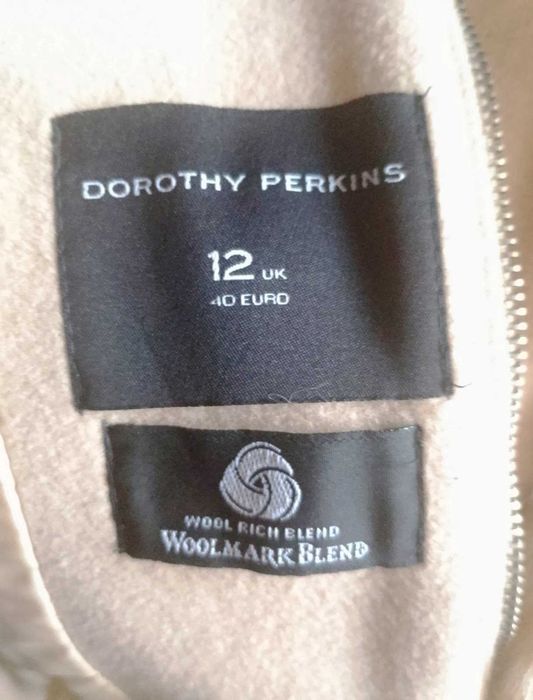 DOROTHY PERKINS
12 UK
40 EURO
WOOL RICH BLEND
WOOLMARK BLEND